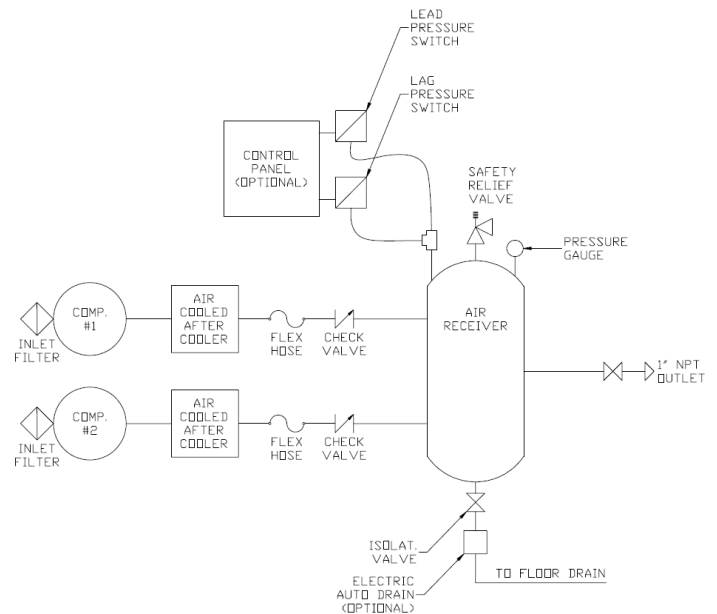 LEAD
PRESSURE
SWITCH
LAG
PRESSURE
SWITCH
CONTROL
PANEL
(OPTIONAL)
SAFETY
RELIEF
VALVE
PRESSURE
GAUGE
COMP.
#1
INLET
FILTER
AIR
COOLED
AFTER
COOLER
FLEX
HOSE
CHECK
VALVE
AIR
RECEIVER
1" NPT
OUTLET
COMP.
#2
INLET
FILTER
AIR
COOLED
AFTER
COOLER
FLEX
HOSE
CHECK
VALVE
ISOLAT.
VALVE
ELECTRIC
AUTO DRAIN
(OPTIONAL)
TO FLOOR DRAIN